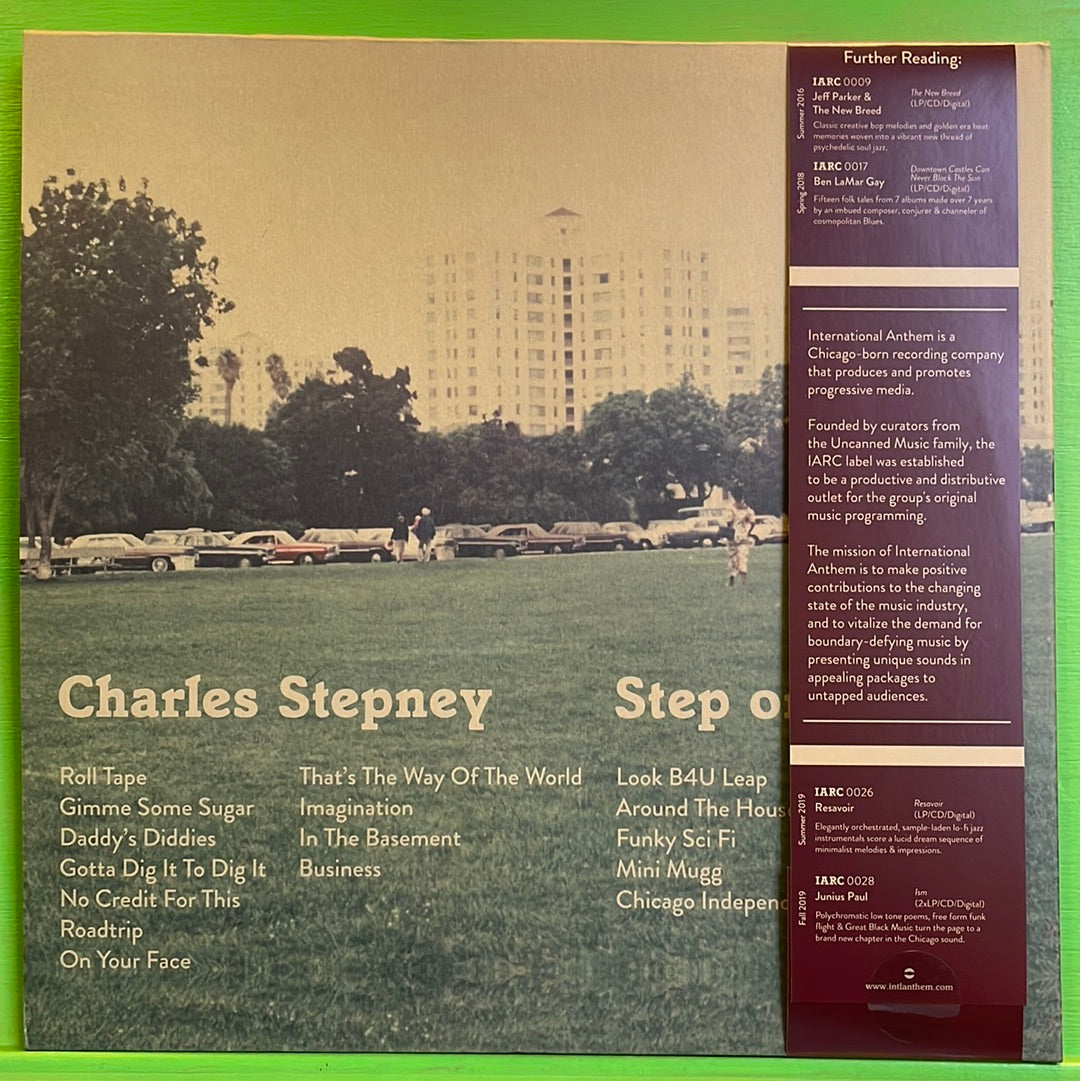 Charles Stepney
Roll Tape
Gimme Some Sugar
Daddy's Diddies
Gotta Dig It To Dig It
No Credit For This
Roadtrip
On Your Face
That's The Way Of The World
Imagination
In The Basement
Business
Step o
Look B4U Leap
Around The Hous
Funky Sci Fi
Mini Mugg
Chicago Independ
Further Reading:
Summer 2016
IARC 0009
Jeff Parker &
The New Breed
The New Breed
(LP/CD/Digital)
Classic creative bop melodies and golden era beat
memories woven into a vibrant new thread of
psychedelic soul jazz.
Spring 2018
IARC 0017
Ben LaMar Gay
Downtown Castles Can
Never Block The Sun
(LP/CD/Digital)
Fifteen folk tales from 7 albums made over 7 years
by an imbued composer, conjurer & channeler of
cosmopolitan Blues.
International Anthem is a
Chicago-born recording company
that produces and promotes
progressive media.
Founded by curators from
the Uncanned Music family, the
IARC label was established
to be a productive and distributive
outlet for the group's original
music programming.
The mission of International
Anthem is to make positive
contributions to the changing
state of the music industry,
and to vitalize the demand for
boundary-defying music by
presenting unique sounds in
appealing packages to
untapped audiences.
Summer 2019
IARC 0026
Resavoir
Resavoir
(LP/CD/Digital)
Elegantly orchestrated, sample-laden lo-fi jazz
instrumentals score a lucid dream sequence of
minimalist melodies & impressions.
Fall 2019
IARC 0028
Junius Paul
Ism
(2xLP/CD/Digital)
Polychromatic low tone poems, free form funk
flight & Great Black Music turn the page to a
brand new chapter in the Chicago sound.
www.intlanthem.com